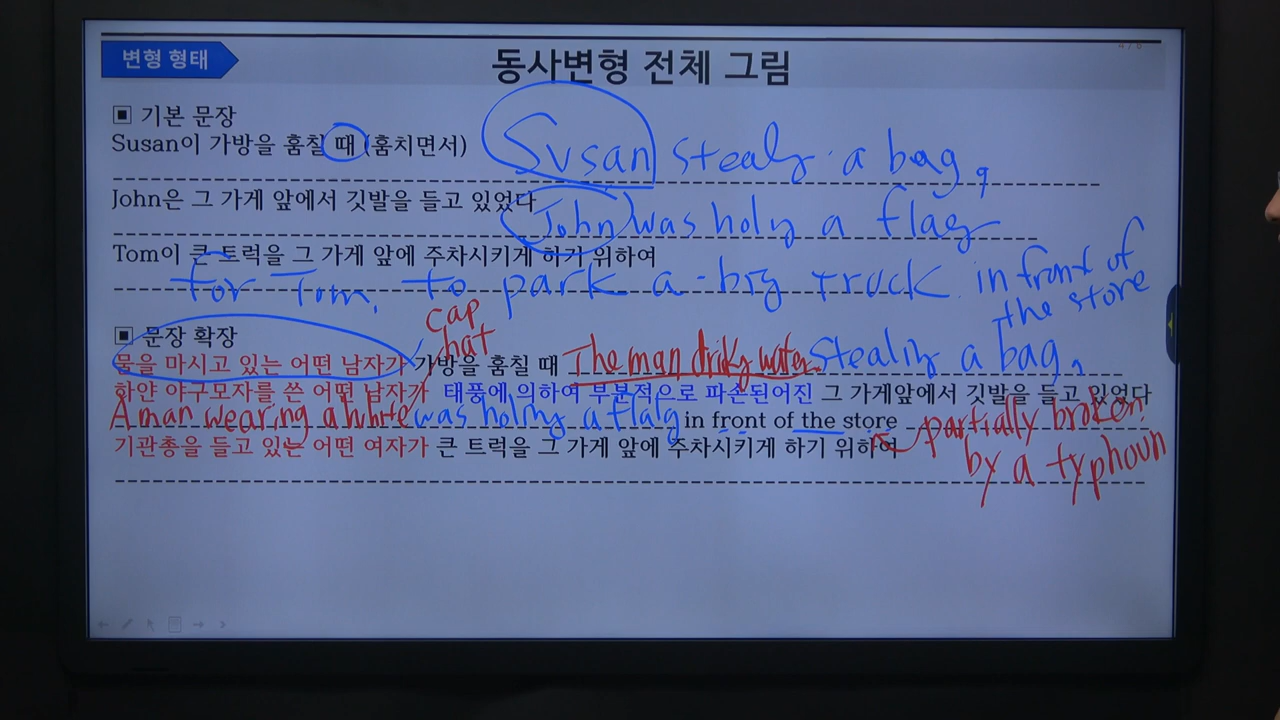 4/6
변형 형태
동사변형 전체 그림
▣ 기본 문장
Susan이 가방을 훔칠 때 (훔치면서) Susan stealing a bag,
John은 그 가게 앞에서 깃발을 들고 있었다
John was holing a flag
Tom이 큰 트럭을 그 가게 앞에 주차시키게 하기 위하여
for Tom, to park a big truck in front of
the store
▣ 문장 확장
cap
hat
물을 마시고 있는 어떤 남자가 가방을 훔칠 때 The man drinking water stealing a bag,
하얀 야구모자를 쓴 어떤 남자가 태풍에 의하여 부분적으로 파손된어진 그 가게앞에서 깃발을 들고 있었다
A man wearing a white was holing a flag in front of the store partially broken
by a typhoon
기관총을 들고 있는 어떤 여자가 큰 트럭을 그 가게 앞에 주차시키게 하기 위하여